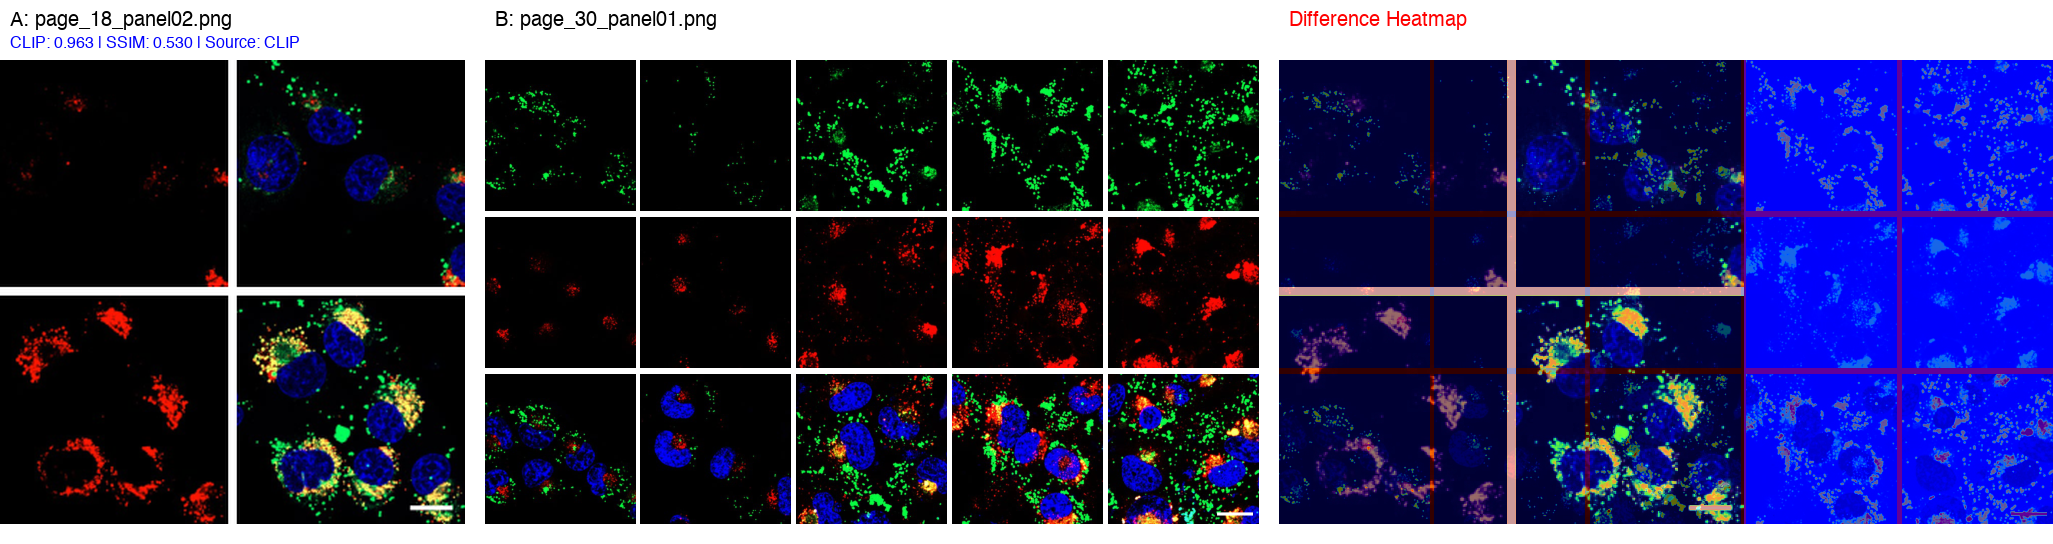 A: page_18_panel02.png
CLIP: 0.963 | SSIM: 0.530 | Source: CLIP
B: page_30_panel01.png
Difference Heatmap